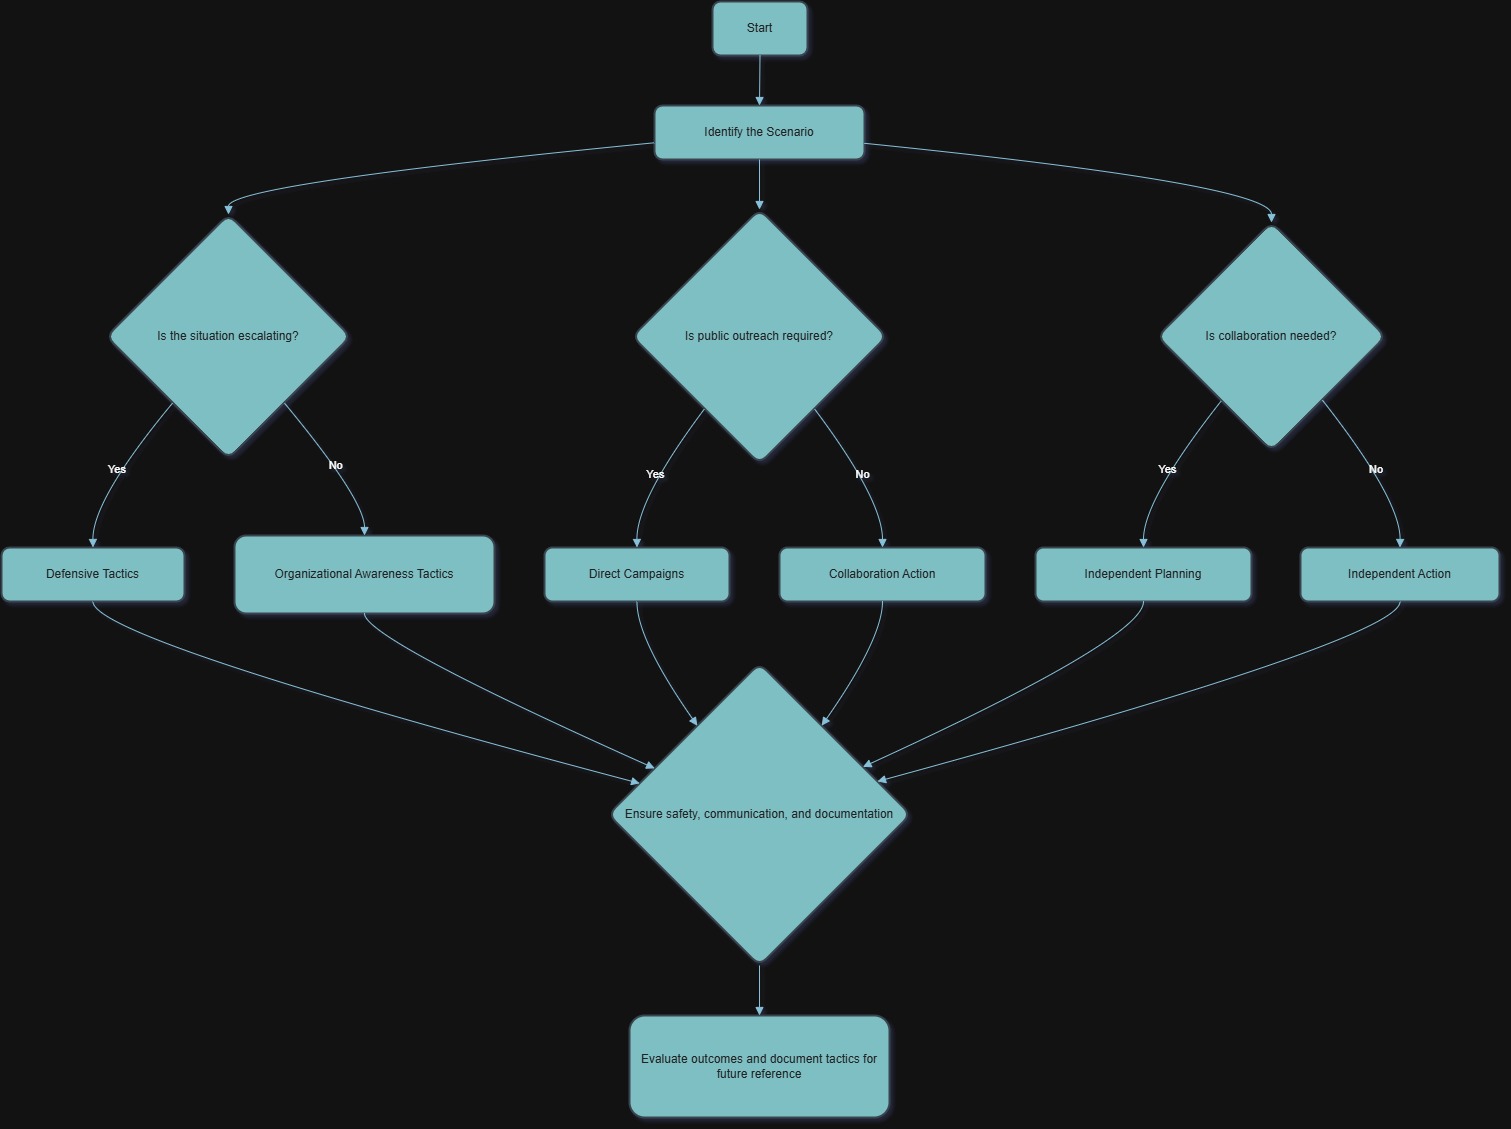 Start
Identify the Scenario
Is the situation escalating?
Is public outreach required?
Is collaboration needed?
Yes
No
Yes
No
Yes
No
Defensive Tactics
Organizational Awareness Tactics
Direct Campaigns
Collaboration Action
Independent Planning
Independent Action
Ensure safety, communication, and documentation
Evaluate outcomes and document tactics for
future reference